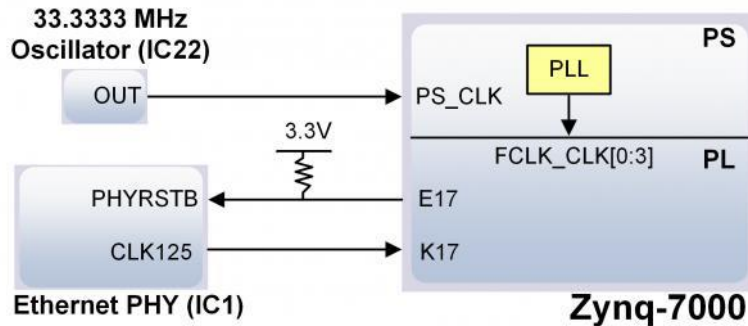 33.3333 MHz
Oscillator (IC22)
OUT
PS_CLK
PLL
PS
3.3V
FCLK_CLK[0:3]
PL
PHYRSTB
E17
CLK125
K17
Ethernet PHY (IC1)
Zynq-7000